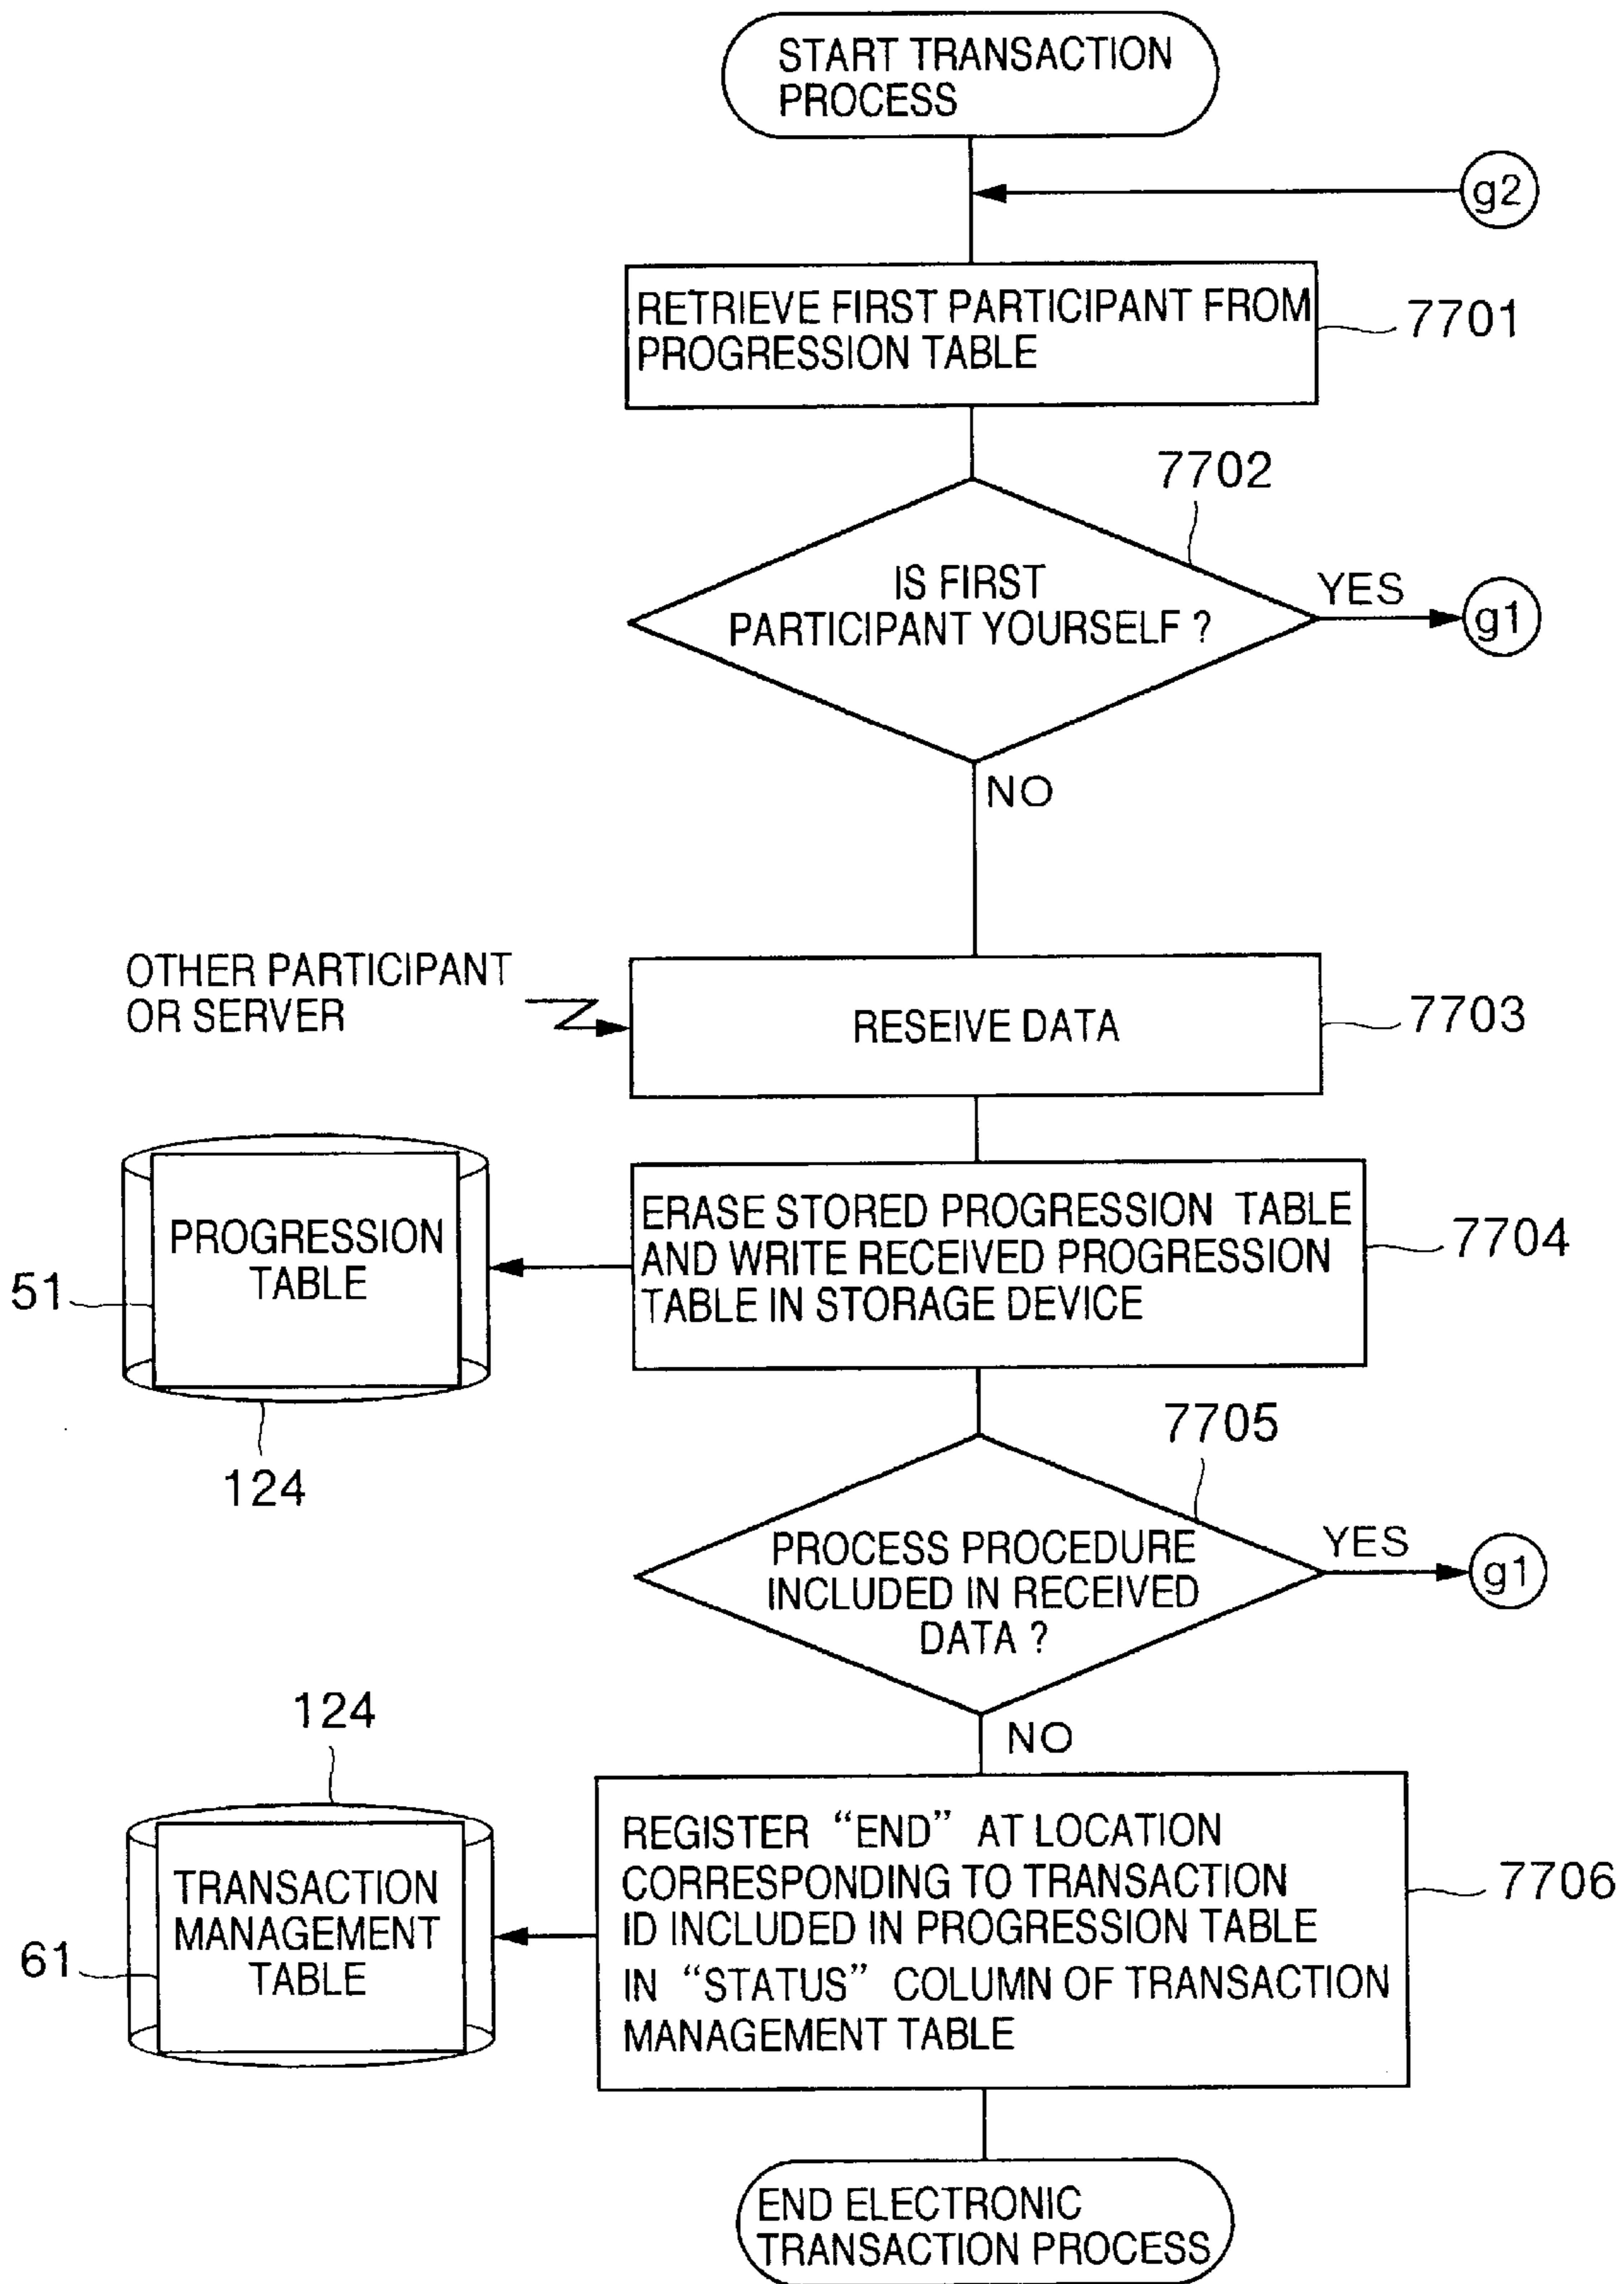 START TRANSACTION
PROCESS
g2
RETRIEVE FIRST PARTICIPANT FROM
PROGRESSION TABLE
7701
7702
IS FIRST
PARTICIPANT YOURSELF ?
YES
g1
NO
OTHER PARTICIPANT
OR SERVER
RESEIVE DATA
7703
PROGRESSION
TABLE
51
124
ERASE STORED PROGRESSION TABLE
AND WRITE RECEIVED PROGRESSION
TABLE IN STORAGE DEVICE
7704
7705
PROCESS PROCEDURE
INCLUDED IN RECEIVED
DATA ?
YES
g1
NO
124
TRANSACTION
MANAGEMENT
TABLE
61
REGISTER “END” AT LOCATION
CORRESPONDING TO TRANSACTION
ID INCLUDED IN PROGRESSION TABLE
IN “STATUS” COLUMN OF TRANSACTION
MANAGEMENT TABLE
7706
END ELECTRONIC
TRANSACTION PROCESS